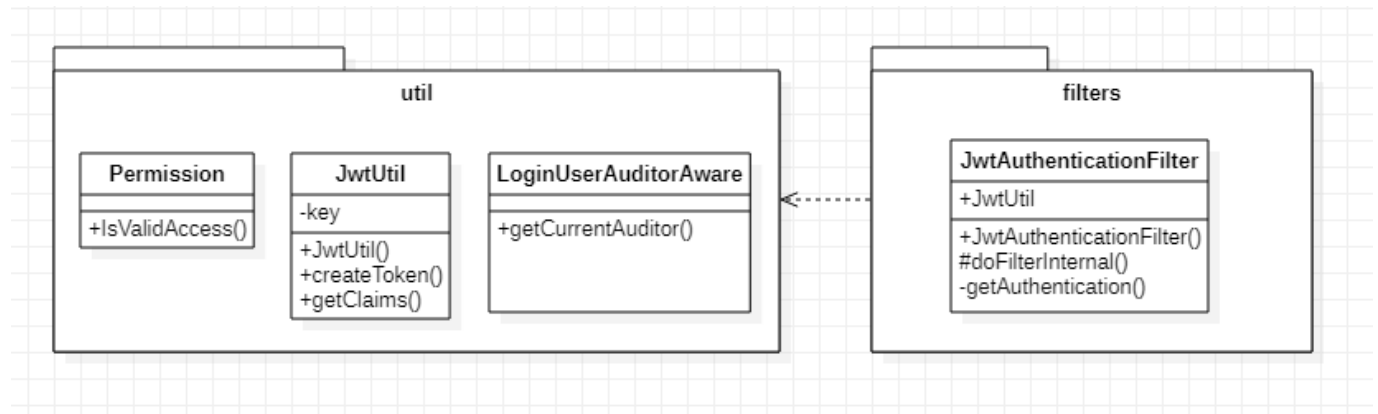 util
Permission
+IsValidAccess()
JwtUtil
-key
+JwtUtil()
+createToken()
+getClaims()
LoginUserAuditorAware
+getCurrentAuditor()
filters
JwtAuthenticationFilter
+JwtUtil
+JwtAuthenticationFilter()
#doFilterInternal()
-getAuthentication()